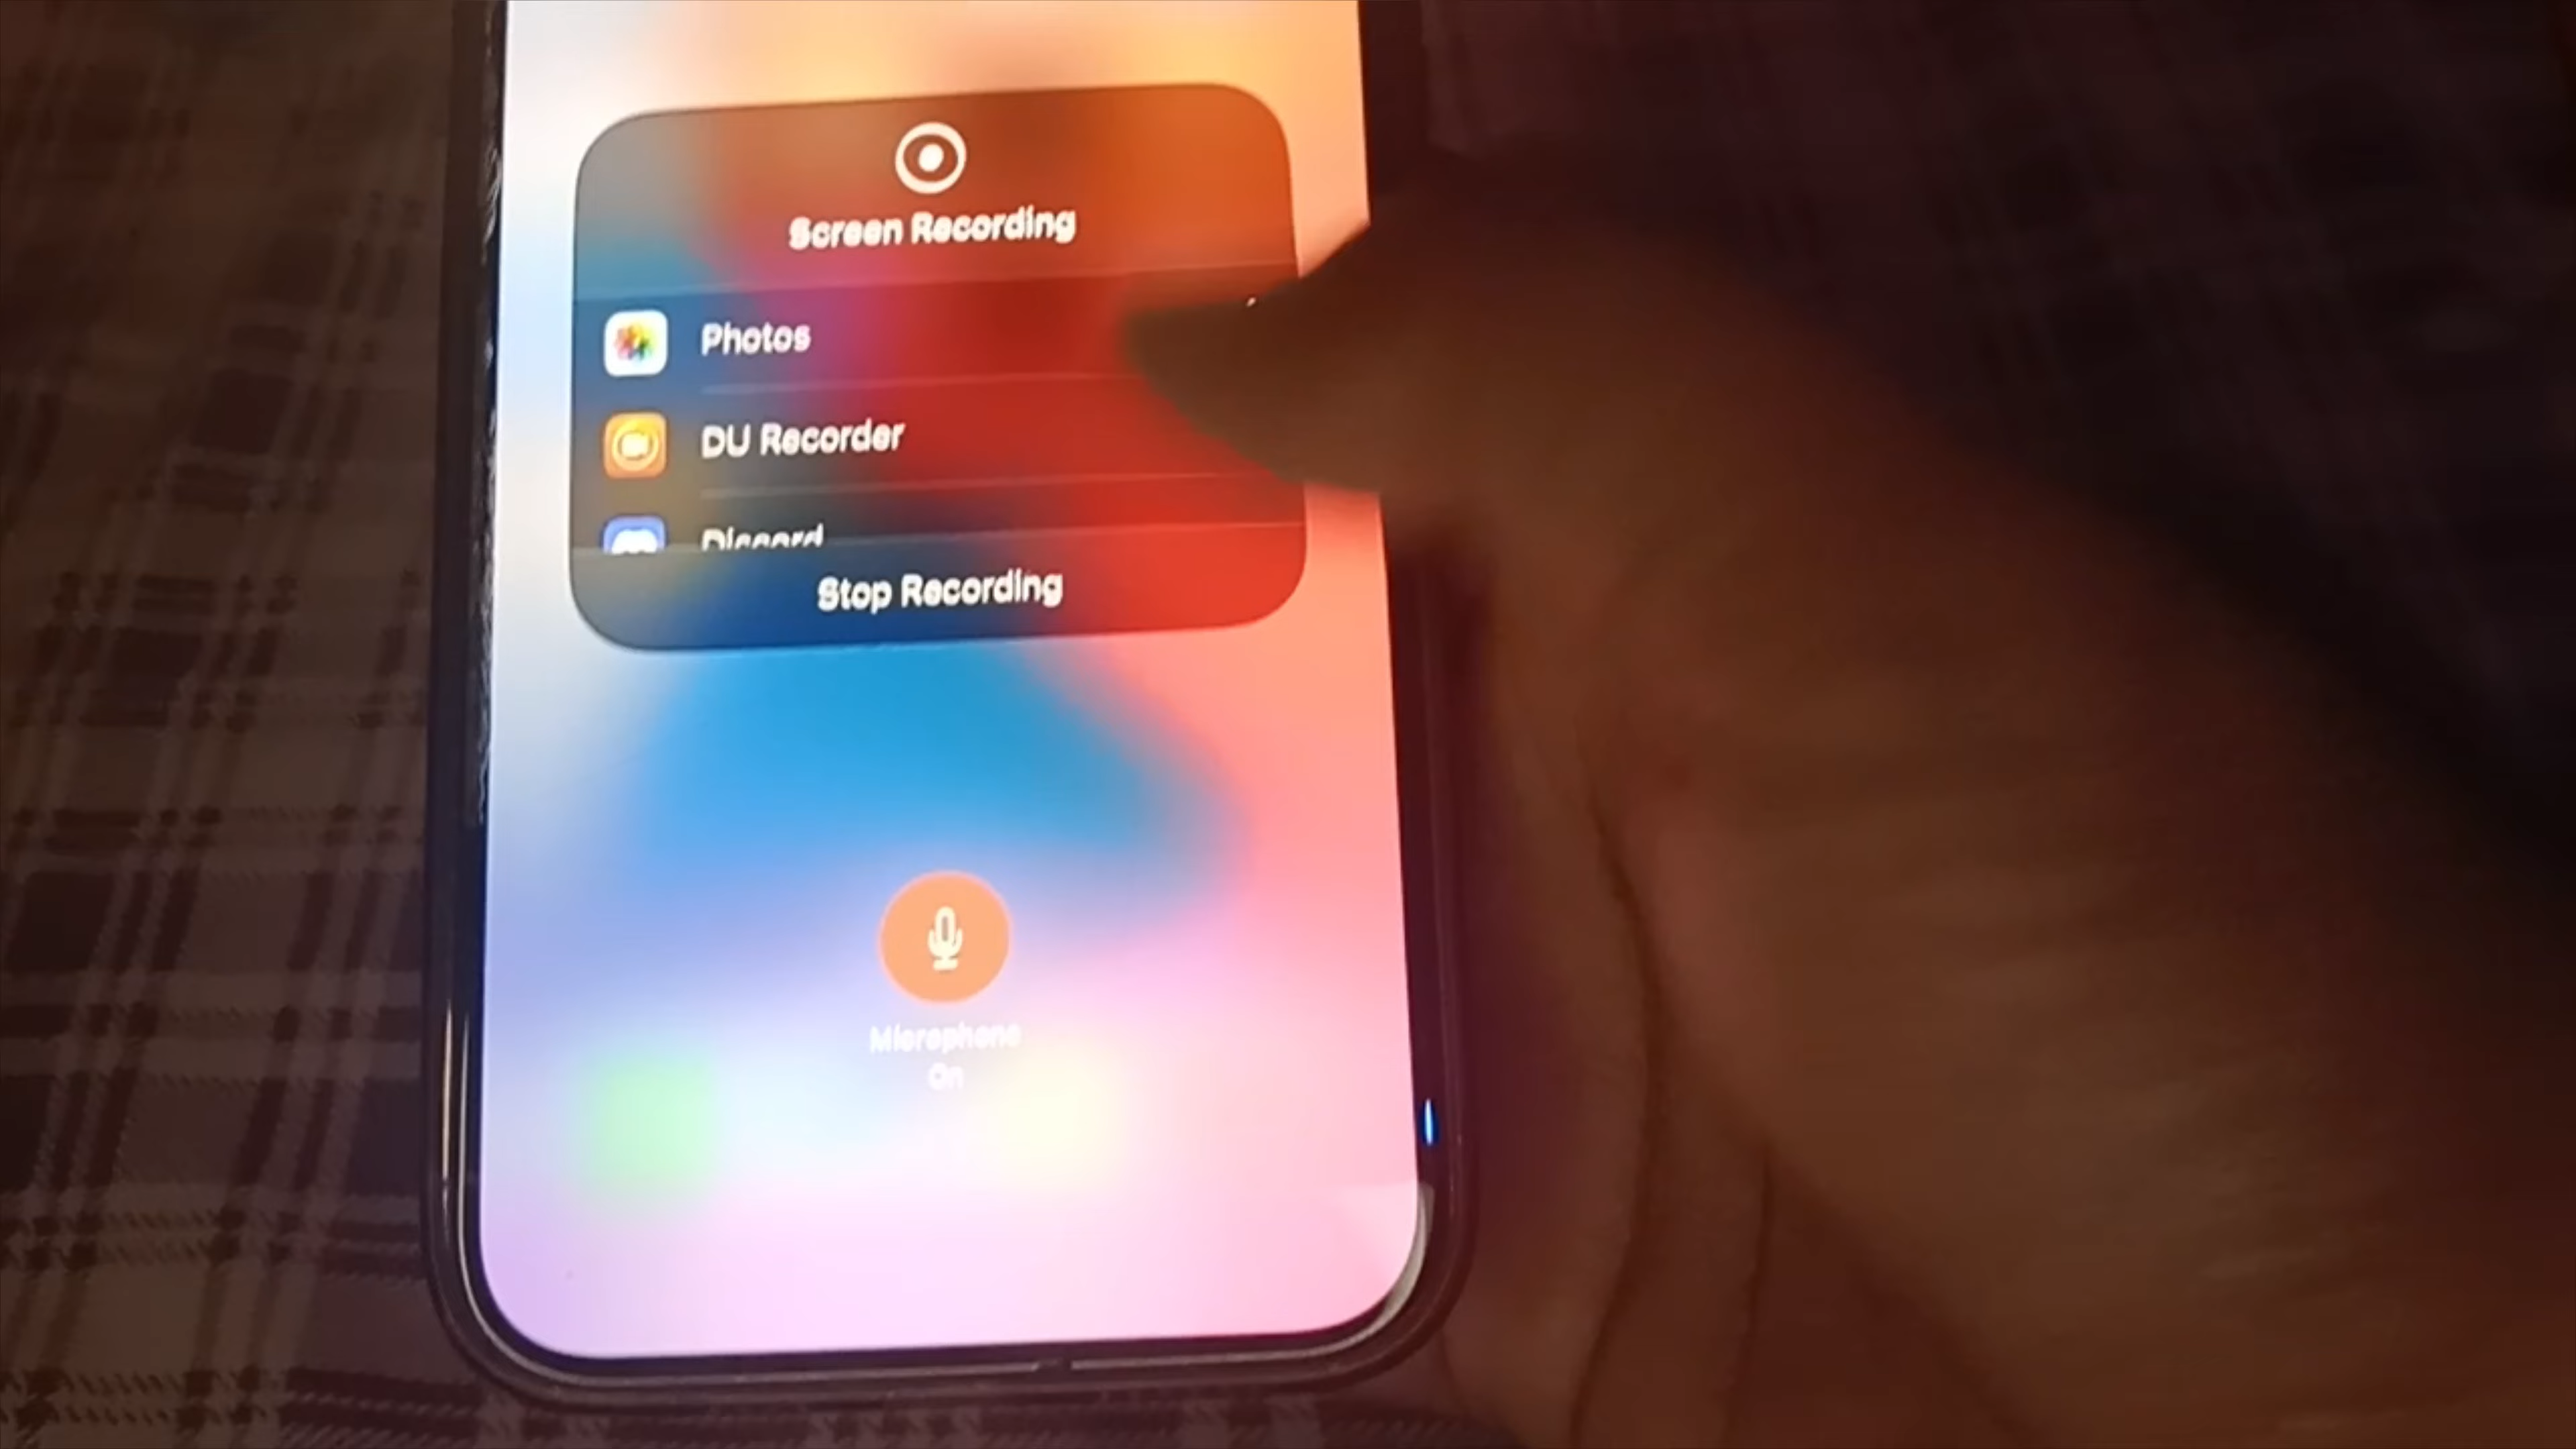 Screen Recording
Photos
DU Recorder
Discord
Stop Recording
Microphone
On